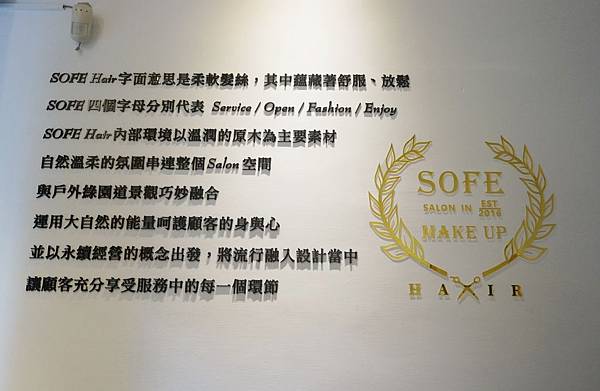 SOFE Hair字面意思是柔軟髮絲，其中蘊藏著舒服、放鬆
SOFE 四個字母分別代表 Service / Open / Fashion / Enjoy
SOFE Hair內部環境以溫潤的原木為主要素材
自然溫柔的氛圍串連整個Salon空間
與戶外綠園道景觀巧妙融合
運用大自然的能量呵護顧客的身與心
並以永續經營的概念出發，將流行融入設計當中
讓顧客充分享受服務中的每一個環節
SOFE
SALON IN EST 2016
MAKE UP
HAIR